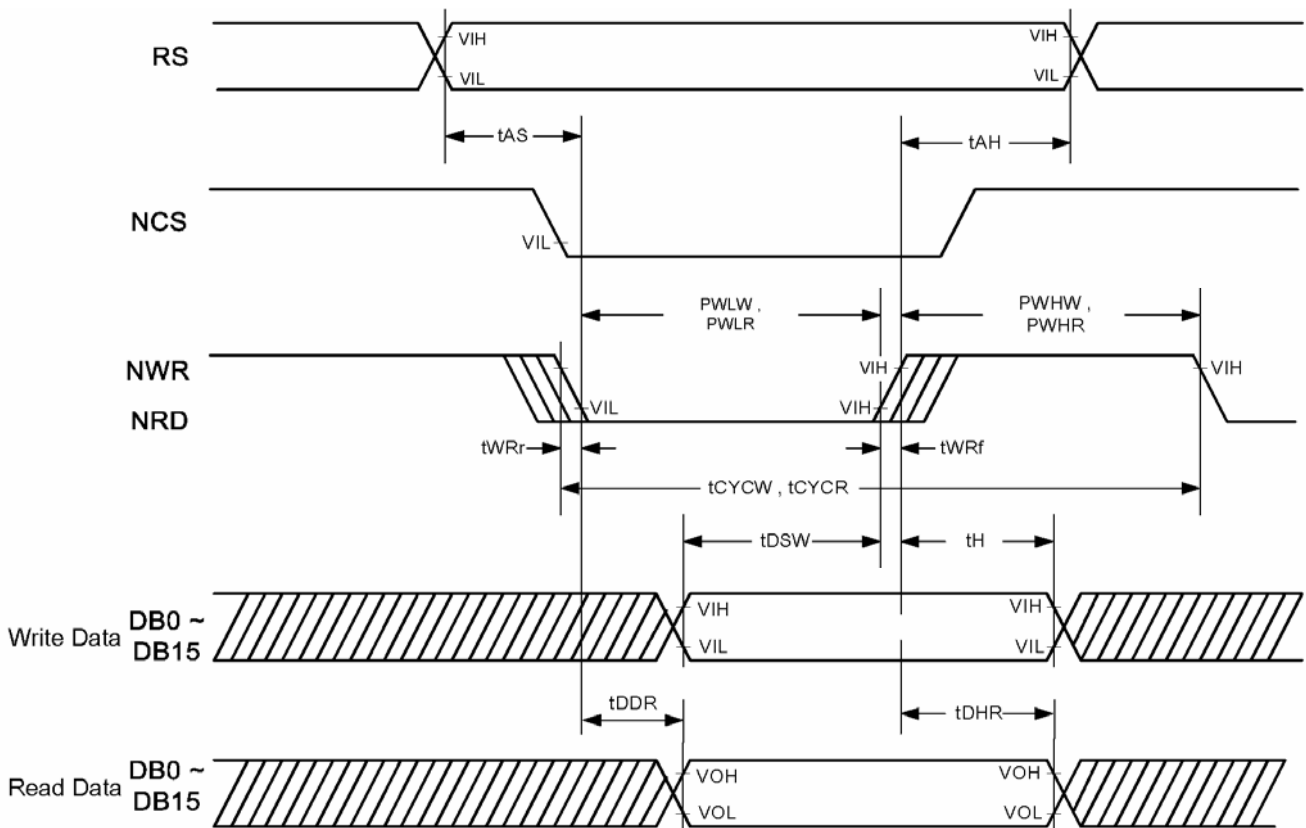 RS
VIH
VIH
VIL
VIL
tAS
tAH
NCS
VIL
PWLW ,
PWLR
PWHW ,
PWHR
NWR
VIH
VIH
NRD
VIL
VIH
tWRr
tWRf
tCYCW , tCYCR
tDSW
tH
Write Data
DB0 ~
DB15
VIH
VIH
VIL
VIL
tDDR
tDHR
Read Data
DB0 ~
DB15
VOH
VOH
VOL
VOL